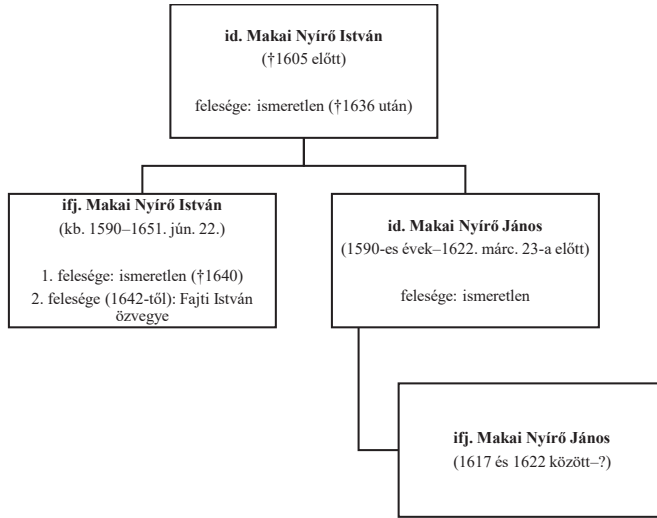 id. Makai Nyírő István
(†1605 előtt)
felesége: ismeretlen (†1636 után)
ifj. Makai Nyírő István
(kb. 1590–1651. jún. 22.)
1. felesége: ismeretlen (†1640)
2. felesége (1642-től): Fajti István
özvegye
id. Makai Nyírő János
(1590-es évek–1622. márc. 23-a előtt)
felesége: ismeretlen
ifj. Makai Nyírő János
(1617 és 1622 között–?)